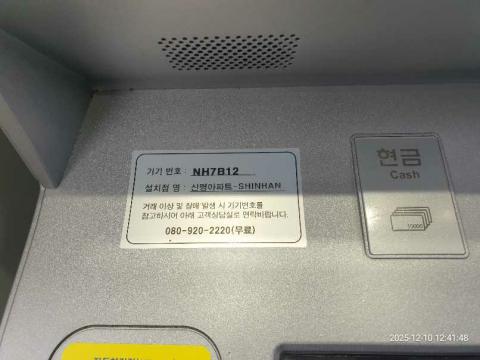 기기 번호 : NH7B12
설치점 명 : 신평아파트-SHINHAN
거래 이상 및 장애 발생 시 기기번호를
참고하시어 아래 고객상담실로 연락바랍니다.
080-920-2220(무료)
현금
Cash
10000
2025-12-10 12:41:48